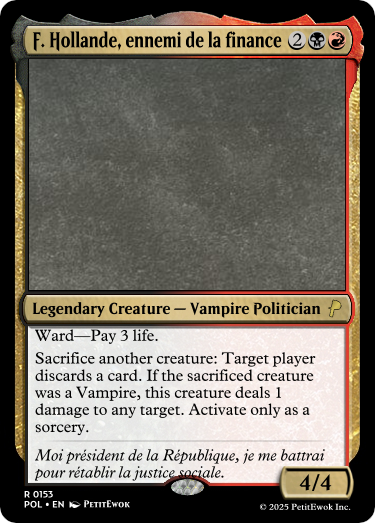 F. Hollande, ennemi de la finance 2
Legendary Creature — Vampire Politician
Ward—Pay 3 life.
Sacrifice another creature: Target player
discards a card. If the sacrificed creature
was a Vampire, this creature deals 1
damage to any target. Activate only as a
sorcery.
Moi président de la République, je me battrai
pour rétablir la justice sociale.
4/4
R 0153
POL • EN PetitEwok
© 2025 PetitEwok Inc.